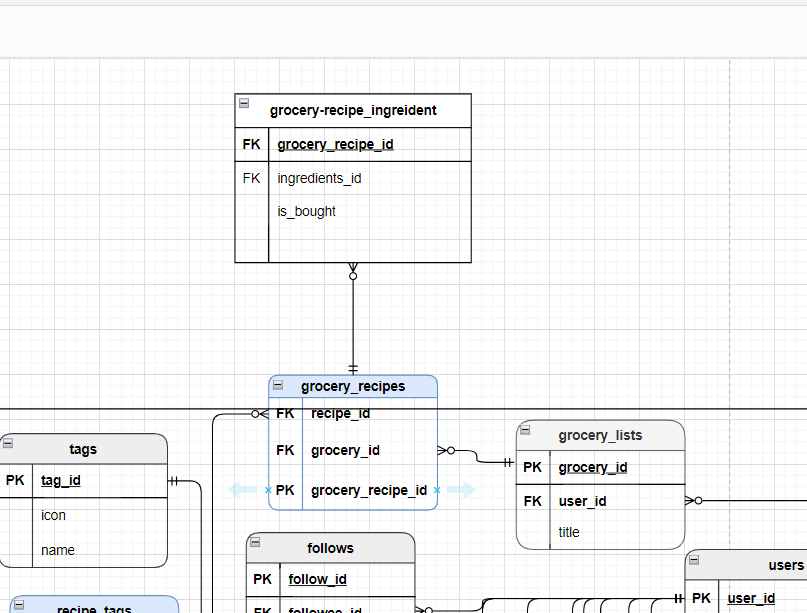 grocery-recipe_ingreident
FK grocery_recipe_id
FK ingredients_id
is_bought
grocery_recipes
FK recipe_id
FK grocery_id
PK grocery_recipe_id
grocery_lists
PK grocery_id
FK user_id
title
tags
PK tag_id
icon
name
follows
PK follow_id
FK followee_id
users
PK user_id
recipe_tags